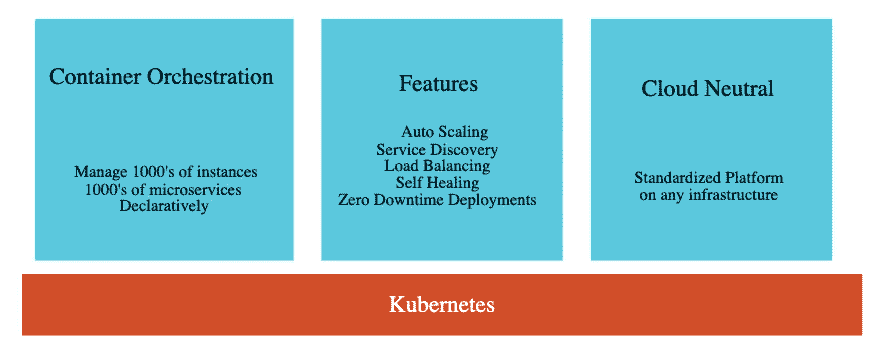 Container Orchestration
Manage 1000's of instances
1000's of microservices
Declaratively
Features
Auto Scaling
Service Discovery
Load Balancing
Self Healing
Zero Downtime Deployments
Cloud Neutral
Standardized Platform
on any infrastructure
Kubernetes